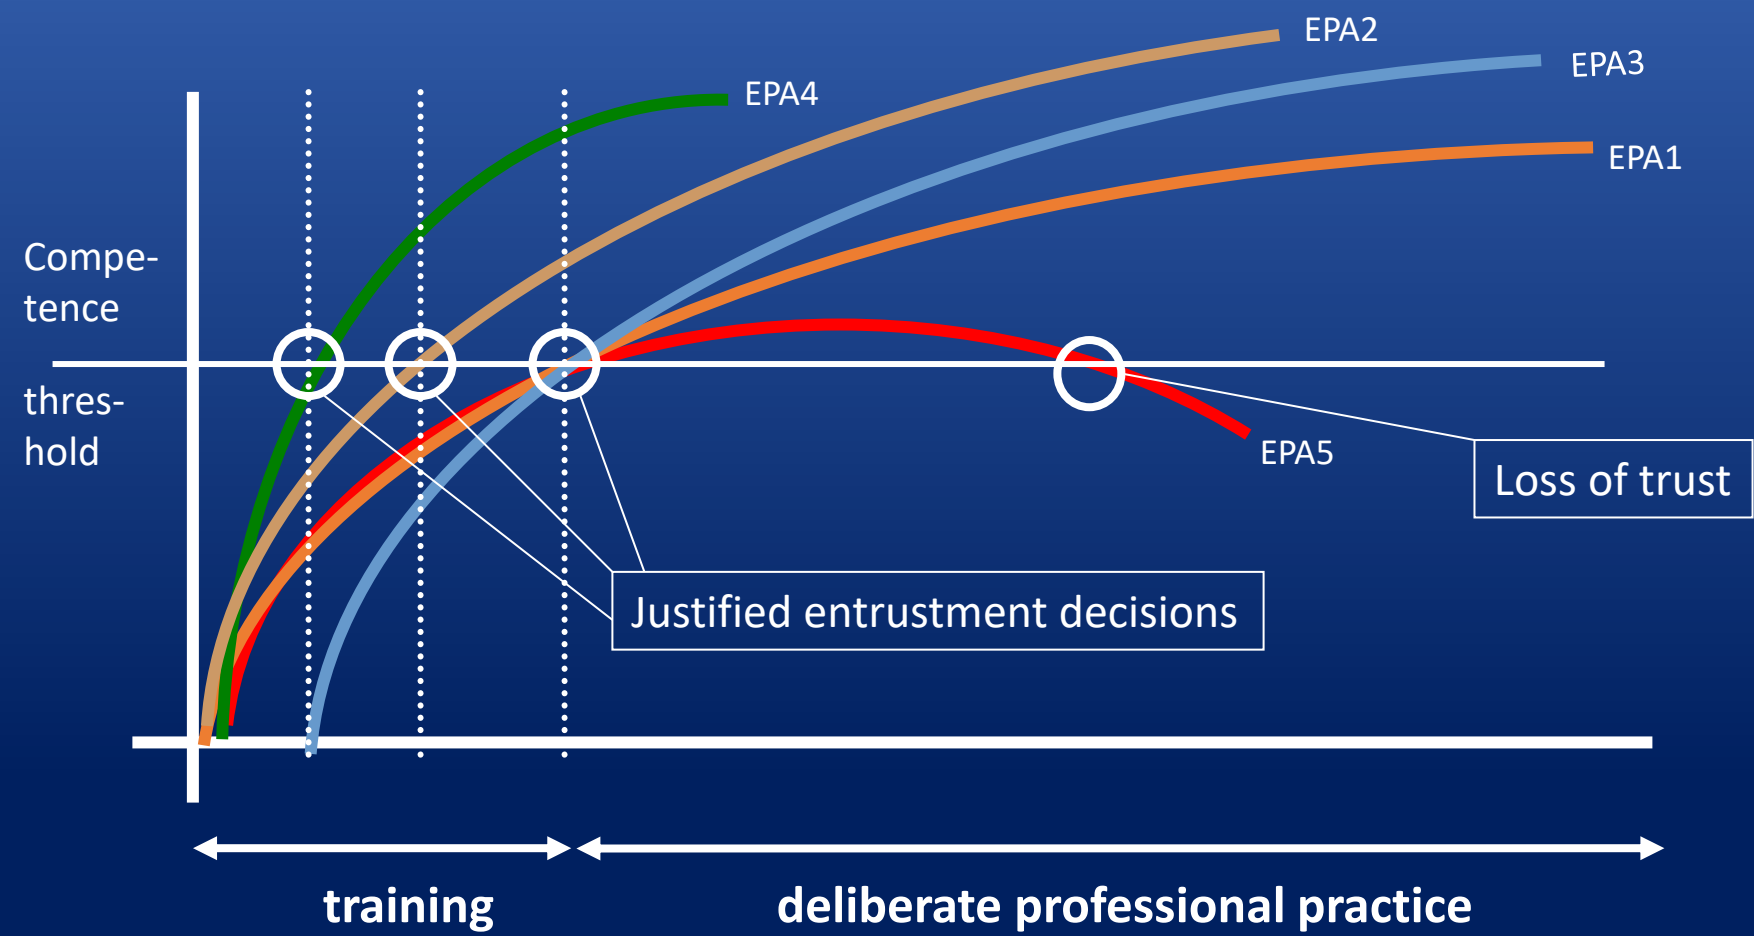 EPA2
EPA3
EPA4
EPA1
Compe-
tence
thres-
hold
EPA5
Loss of trust
Justified entrustment decisions
training
deliberate professional practice